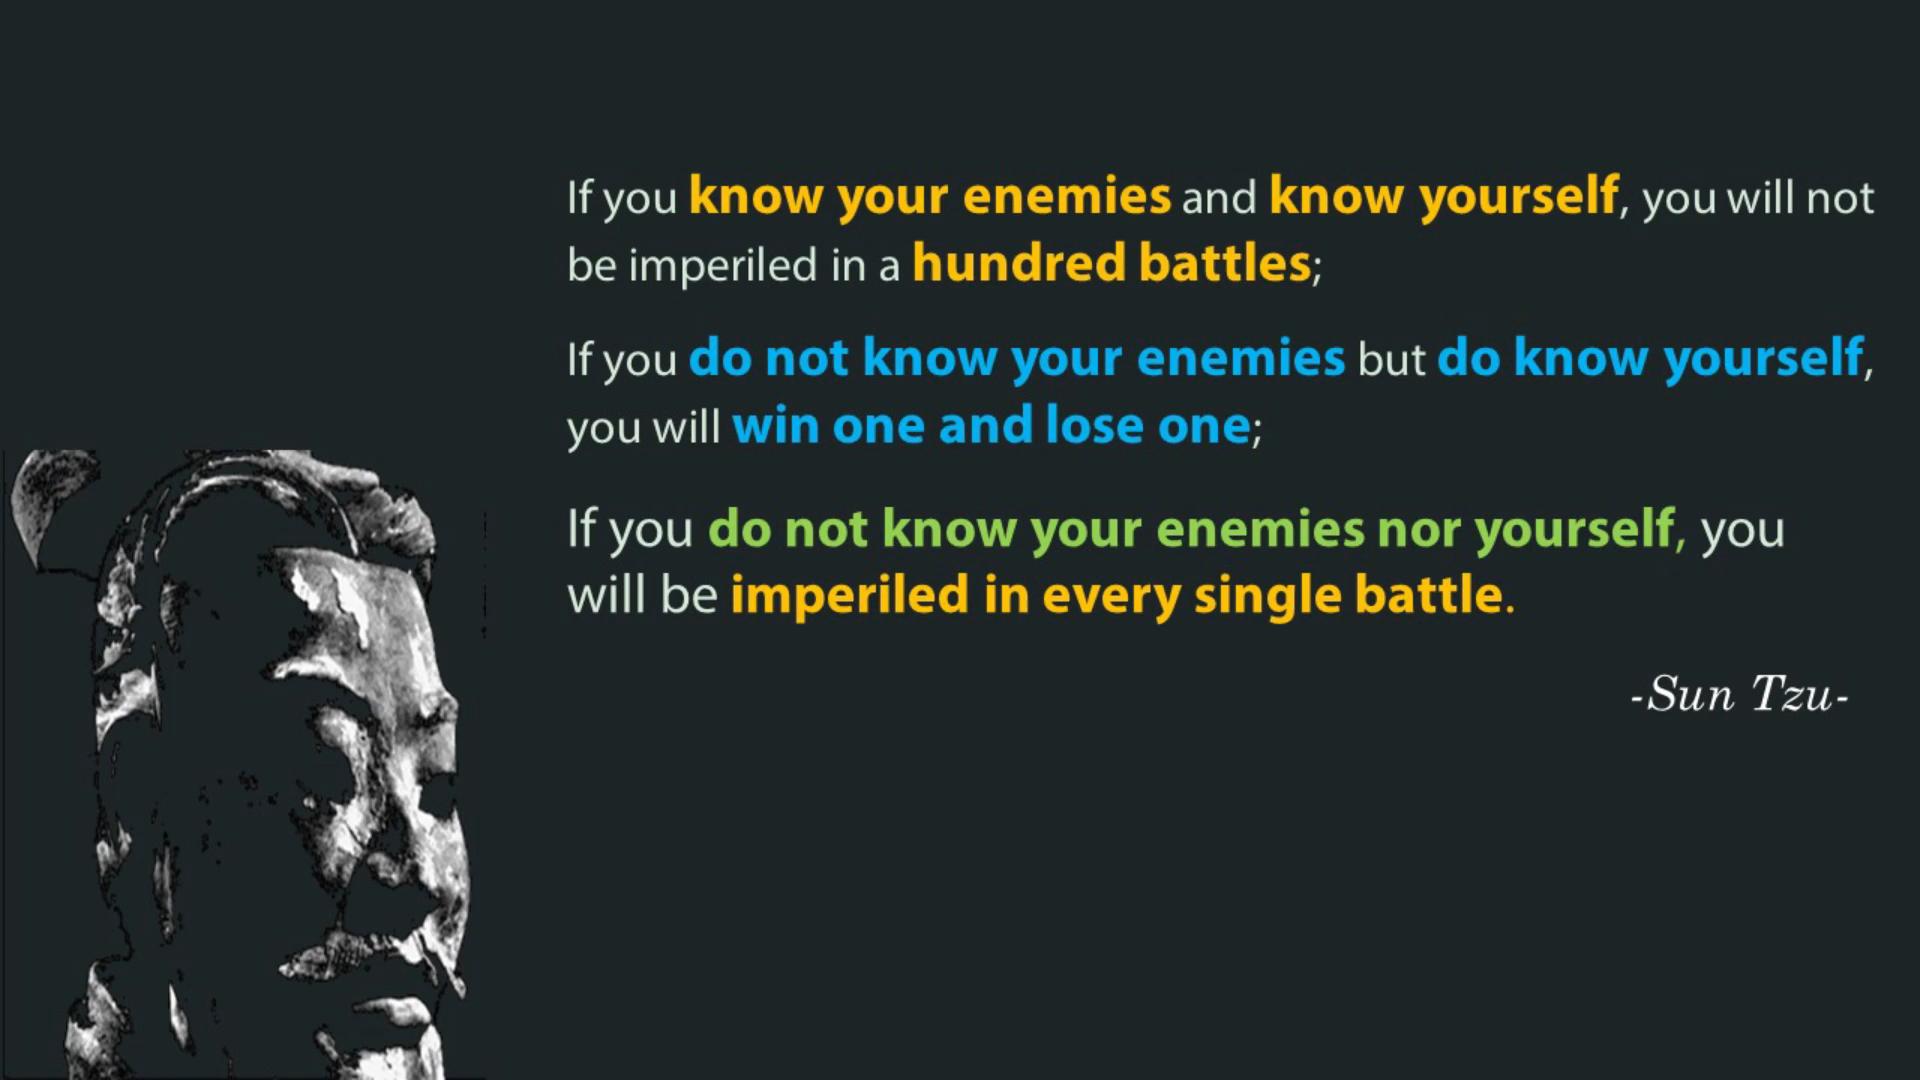 If you know your enemies and know yourself, you will not
be imperiled in a hundred battles;
If you do not know your enemies but do know yourself,
you will win one and lose one;
If you do not know your enemies nor yourself, you
will be imperiled in every single battle.
-Sun Tzu-